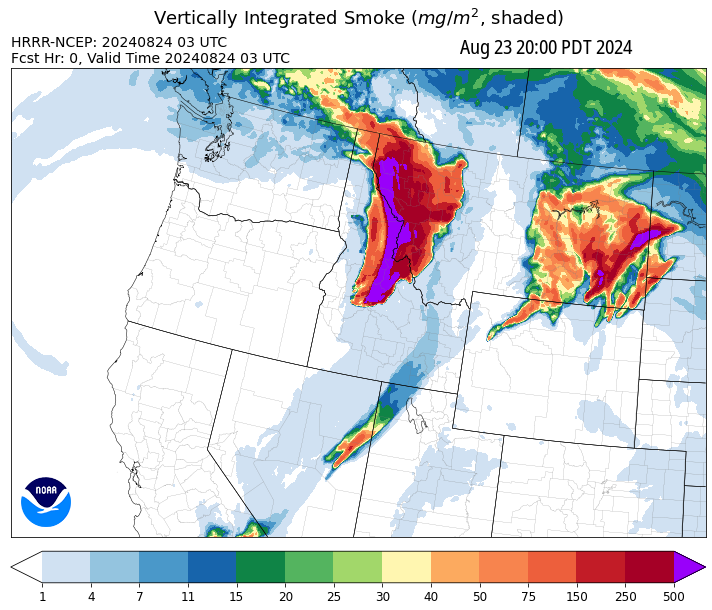 Vertically Integrated Smoke (mg/m², shaded)
HRRR-NCEP: 20240824 03 UTC
Fcst Hr: 0, Valid Time 20240824 03 UTC
Aug 23 20:00 PDT 2024
NOAA
1 4 7 11 15 20 25 30 40 50 75 150 250 500